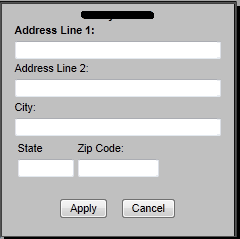 Address Line 1:
Address Line 2:
City:
State Zip Code:
Apply Cancel